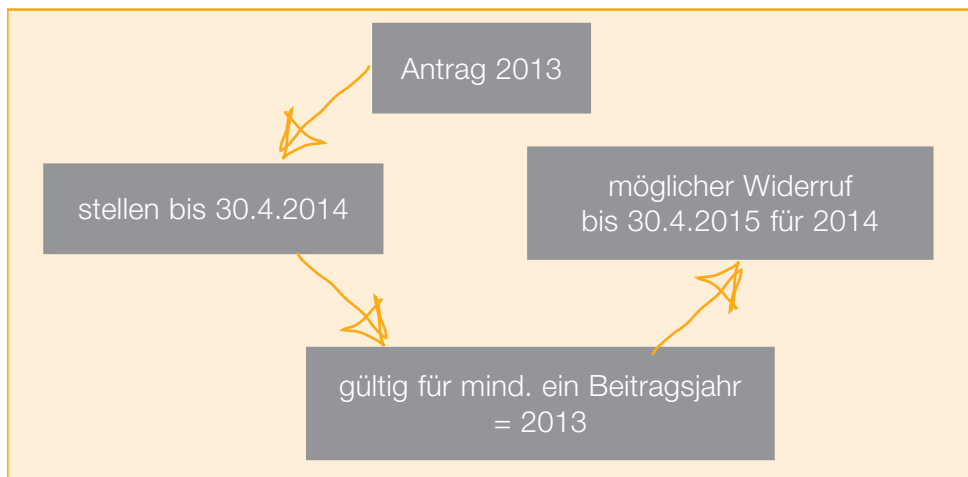 Antrag 2013
stellen bis 30.4.2014
gültig für mind. ein Beitragsjahr
= 2013
möglicher Widerruf
bis 30.4.2015 für 2014